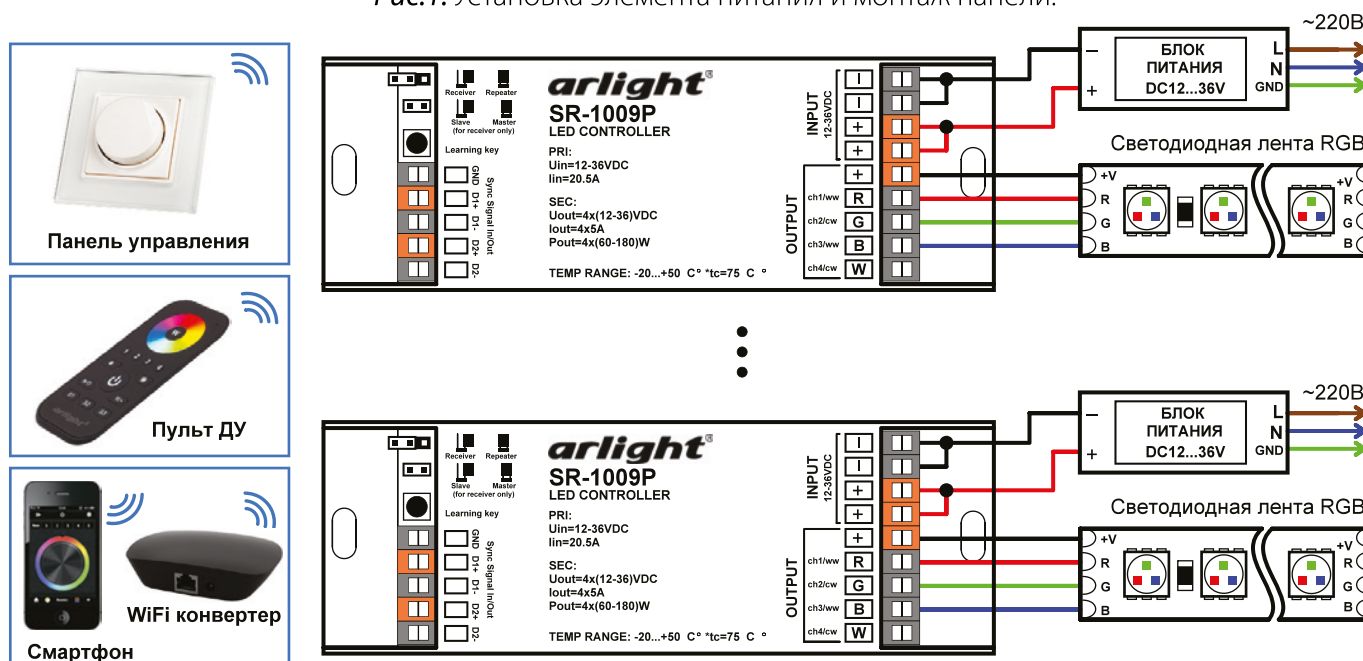 Рис.1. Установка элемента питания и монтаж панели.
Панель управления
Пульт ДУ
arlight
WiFi конвертер
Смартфон
Receiver Repeater
Slave Master
(for receiver only)
Learning key
GND
D1+
D1-
D2+
D2-
Sync Signal In/Out
arlight®
SR-1009P
LED CONTROLLER
PRI:
Uin=12-36VDC
Iin=20.5A
SEC:
Uout=4x(12-36)VDC
Iout=4x5A
Pout=4x(60-180)W
TEMP RANGE: -20...+50 C° *tc=75 C °
INPUT
12-36VDC
–
–
+
+
OUTPUT
+
ch1/ww R
ch2/cw G
ch3/ww B
ch4/cw W
~220В
– БЛОК L
ПИТАНИЯ N
+ DC12...36V GND
Светодиодная лента RGB
+V +V
R R
G G
B B
Receiver Repeater
Slave Master
(for receiver only)
Learning key
GND
D1+
D1-
D2+
D2-
Sync Signal In/Out
arlight®
SR-1009P
LED CONTROLLER
PRI:
Uin=12-36VDC
Iin=20.5A
SEC:
Uout=4x(12-36)VDC
Iout=4x5A
Pout=4x(60-180)W
TEMP RANGE: -20...+50 C° *tc=75 C °
INPUT
12-36VDC
–
–
+
+
OUTPUT
+
ch1/ww R
ch2/cw G
ch3/ww B
ch4/cw W
~220В
– БЛОК L
ПИТАНИЯ N
+ DC12...36V GND
Светодиодная лента RGB
+V +V
R R
G G
B B